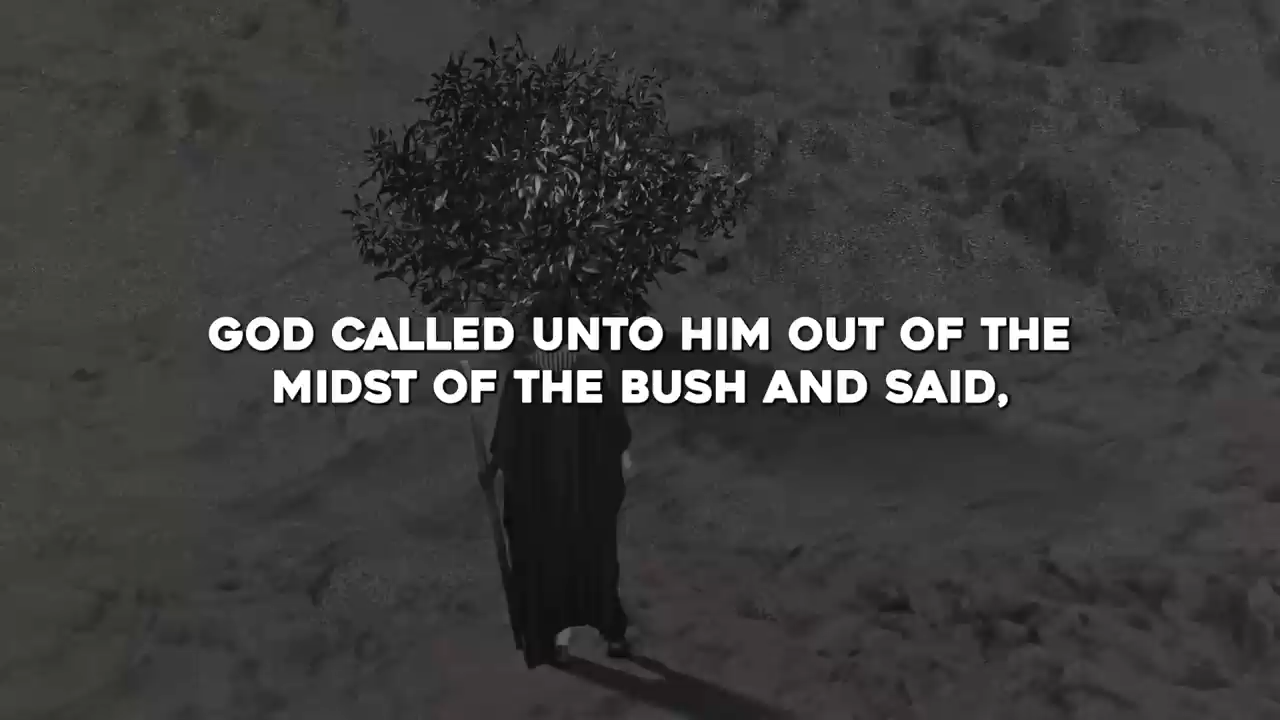 GOD CALLED UNTO HIM OUT OF THE
MIDST OF THE BUSH AND SAID,